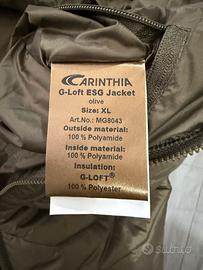 CARINTHIA
G-Loft ESG Jacket
olive
Size: XL
Art.No.: MG8043
Outside material:
100 % Polyamide
Inside material:
100 % Polyamide
Insulation:
G-LOFT®
100 % Polyester
Subito